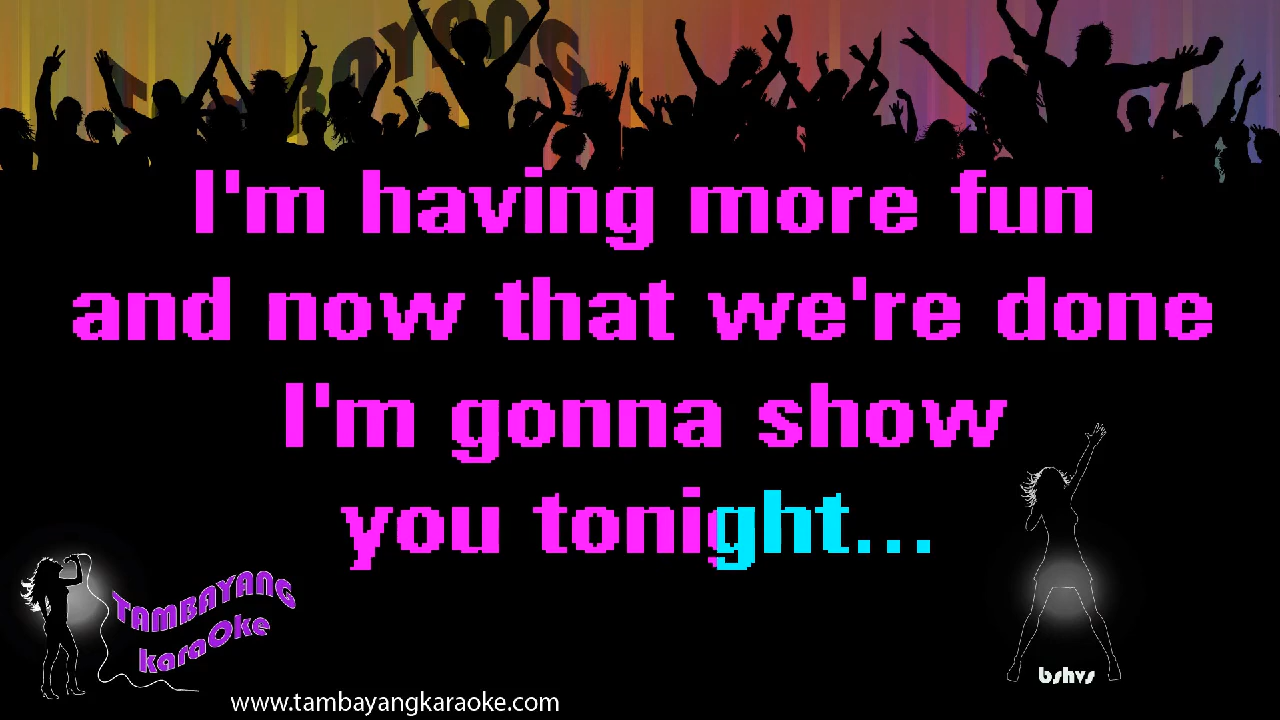 TAMBAYANG
I'm having more fun
and now that we're done
I'm gonna show
you tonight...
TAMBAYANG
karaOke
bshvs
www.tambayangkaraoke.com